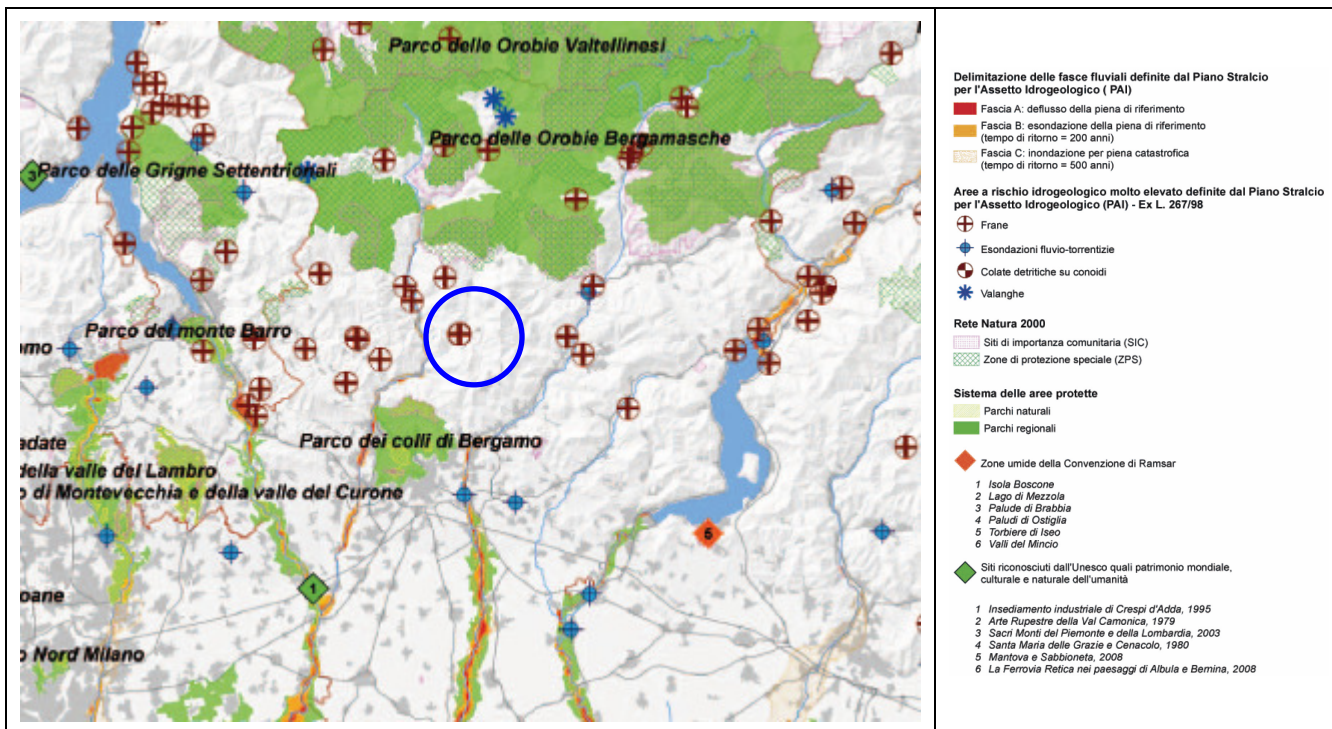 Parco delle Orobie Valtellinesi
Parco delle Orobie Bergamasche
3
Parco delle Grigne Settentrionali
Parco del monte Barro
omo
Parco dei colli di Bergamo
adate
della valle del Lambro
o di Montevecchia e della valle del Curone
1
oane
o Nord Milano
Delimitazione delle fasce fluviali definite dal Piano Stralcio
per l'Assetto Idrogeologico ( PAI)
Fascia A: deflusso della piena di riferimento
Fascia B: esondazione della piena di riferimento
(tempo di ritorno = 200 anni)
Fascia C: inondazione per piena catastrofica
(tempo di ritorno = 500 anni)
Aree a rischio idrogeologico molto elevato definite dal Piano Stralcio
per l'Assetto Idrogeologico (PAI) - Ex L. 267/98
Frane
Esondazioni fluvio-torrentizie
Colate detritiche su conoidi
Valanghe
Rete Natura 2000
Siti di importanza comunitaria (SIC)
Zone di protezione speciale (ZPS)
Sistema delle aree protette
Parchi naturali
Parchi regionali
Zone umide della Convenzione di Ramsar
1 Isola Boscone
2 Lago di Mezzola
3 Palude di Brabbia
4 Paludi di Ostiglia
5 Torbiere di Iseo
6 Valli del Mincio
Siti riconosciuti dall'Unesco quali patrimonio mondiale,
culturale e naturale dell'umanità
1 Insediamento industriale di Crespi d'Adda, 1995
2 Arte Rupestre della Val Camonica, 1979
3 Sacri Monti del Piemonte e della Lombardia, 2003
4 Santa Maria delle Grazie e Cenacolo, 1980
5 Mantova e Sabbioneta, 2008
6 La Ferrovia Retica nei paesaggi di Albula e Bernina, 2008